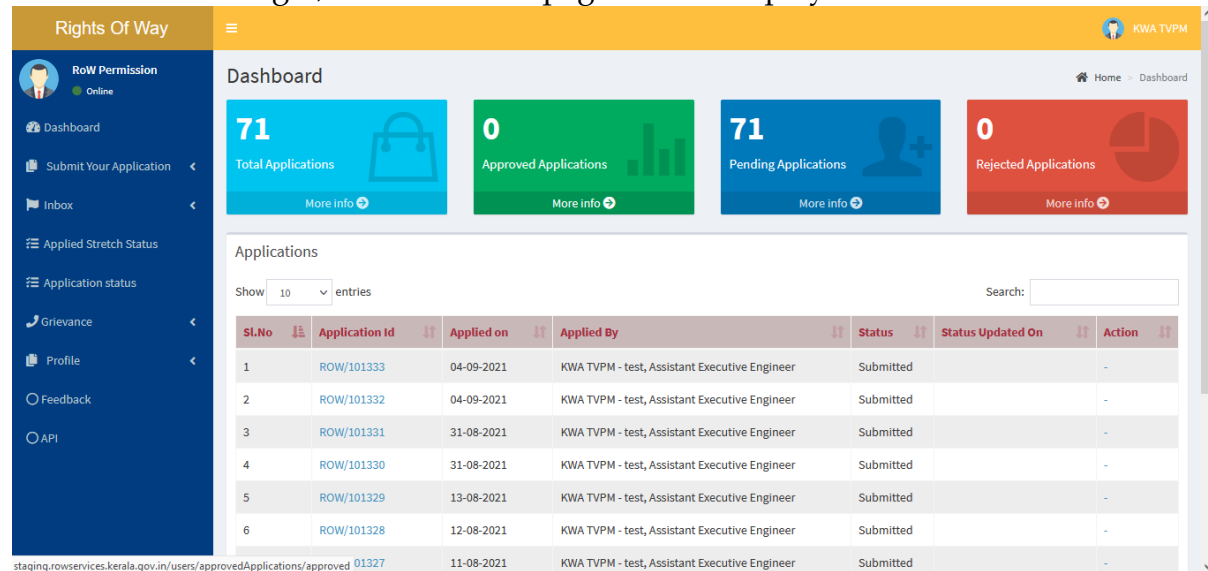 Rights Of Way
KWA TVPM
RoW Permission
Online
Dashboard
Submit Your Application
Inbox
Applied Stretch Status
Application status
Grievance
Profile
Feedback
API
Dashboard
Home > Dashboard
71
Total Applications
More info
0
Approved Applications
More info
71
Pending Applications
More info
0
Rejected Applications
More info
Applications
Show 10 entries
Search:
Sl.No Application Id Applied on Applied By Status Status Updated On Action
1 ROW/101333 04-09-2021 KWA TVPM - test, Assistant Executive Engineer Submitted -
2 ROW/101332 04-09-2021 KWA TVPM - test, Assistant Executive Engineer Submitted -
3 ROW/101331 31-08-2021 KWA TVPM - test, Assistant Executive Engineer Submitted -
4 ROW/101330 31-08-2021 KWA TVPM - test, Assistant Executive Engineer Submitted -
5 ROW/101329 13-08-2021 KWA TVPM - test, Assistant Executive Engineer Submitted -
6 ROW/101328 12-08-2021 KWA TVPM - test, Assistant Executive Engineer Submitted -
01327 11-08-2021 KWA TVPM - test, Assistant Executive Engineer Submitted -
staging.rowservices.kerala.gov.in/users/approvedApplications/approved